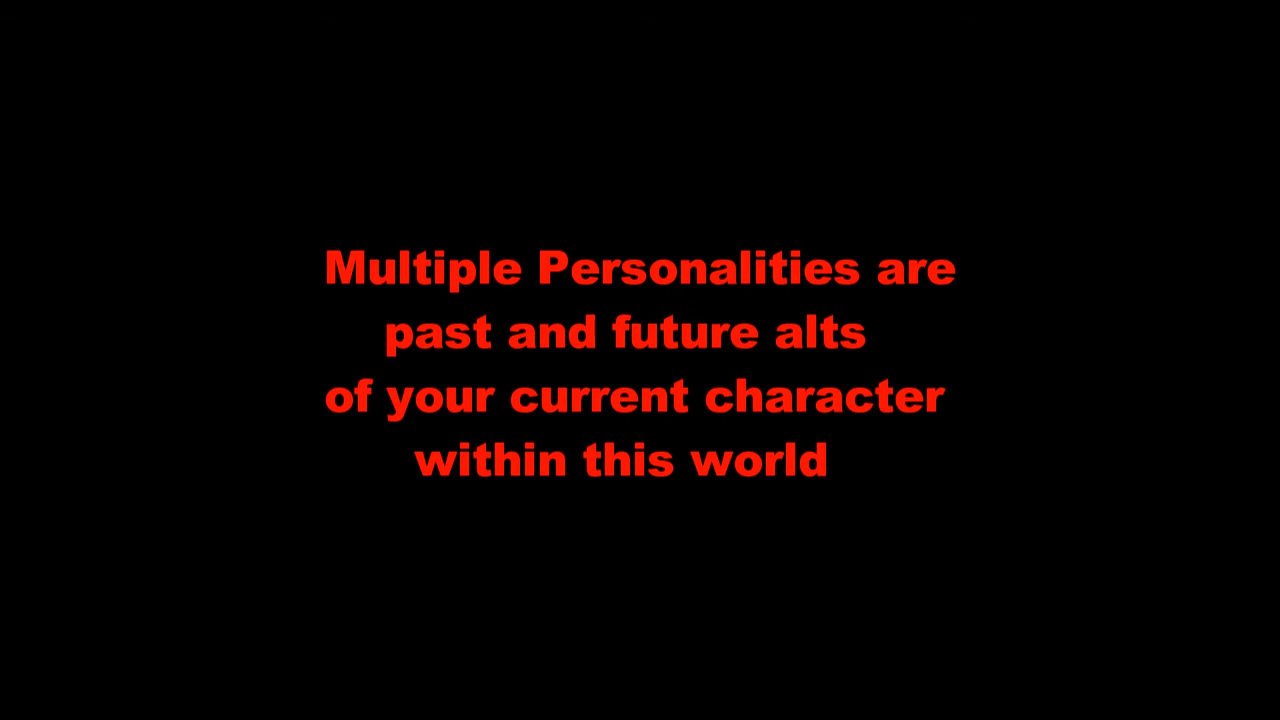 Multiple Personalities are
past and future alts
of your current character
within this world